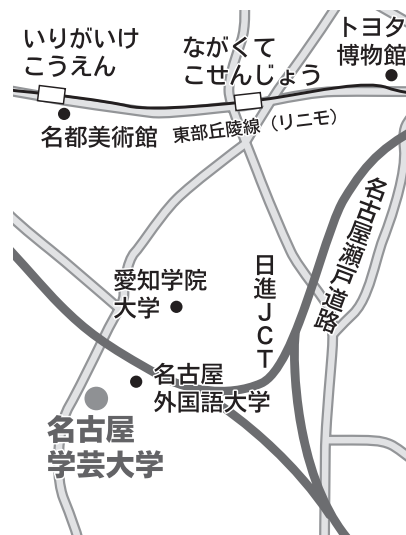 いりがいけ
こうえん
ながくて
こせんじょう
トヨタ
博物館
名都美術館
東部丘陵線（リニモ）
名古屋瀬戸道路
日進JCT
愛知学院
大学
名古屋
外国語大学
名古屋
学芸大学